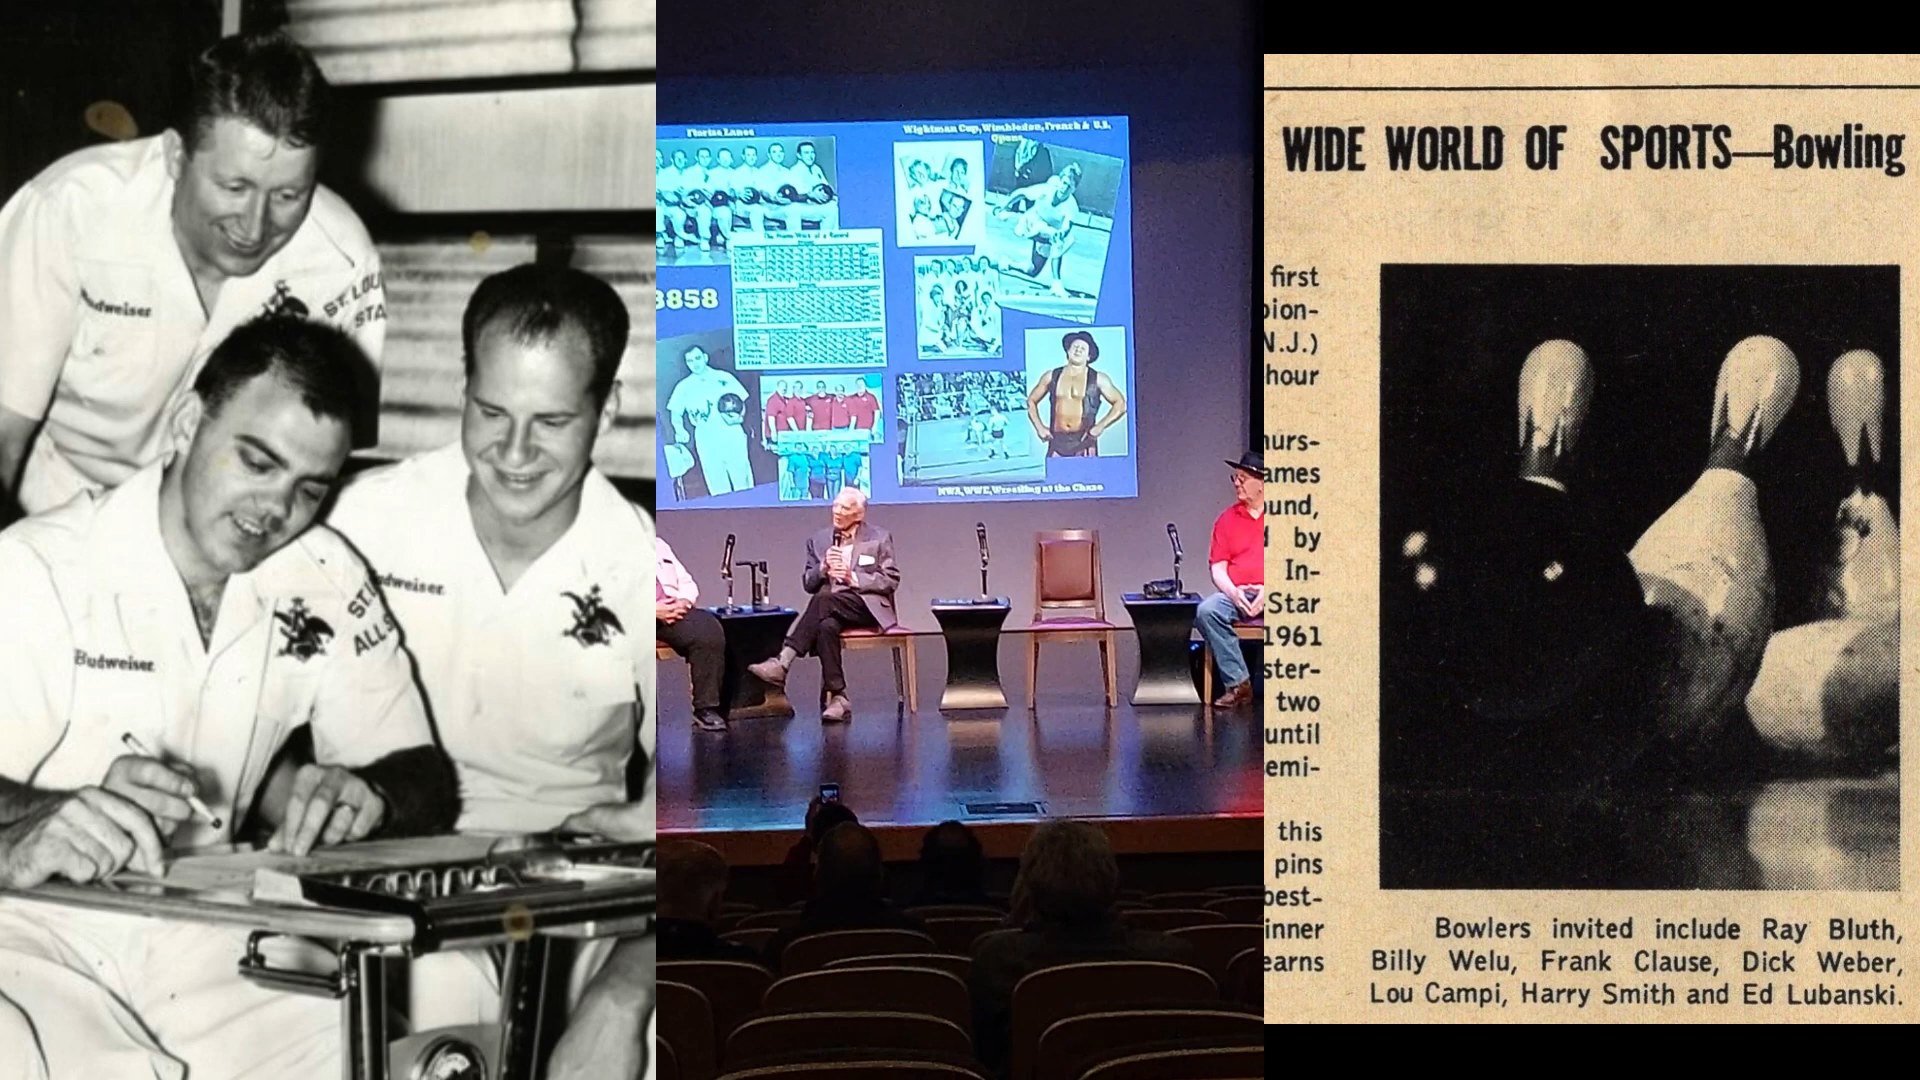 Budweiser
ST. LOU
STA
Budweiser
ST.
ALL S
Budweiser
Floriss Lanes
Wightman Cup, Wimbledon, French & U.S.
Opens
3858
NWA, WWE, Wrestling at the Chase
WIDE WORLD OF SPORTS—Bowling
first
pion-
N.J.)
hour
hurs-
ames
ound,
d by
In-
Star
1961
ster-
two
until
emi-
this
pins
best-
inner
earns
Bowlers invited include Ray Bluth,
Billy Welu, Frank Clause, Dick Weber,
Lou Campi, Harry Smith and Ed Lubanski.